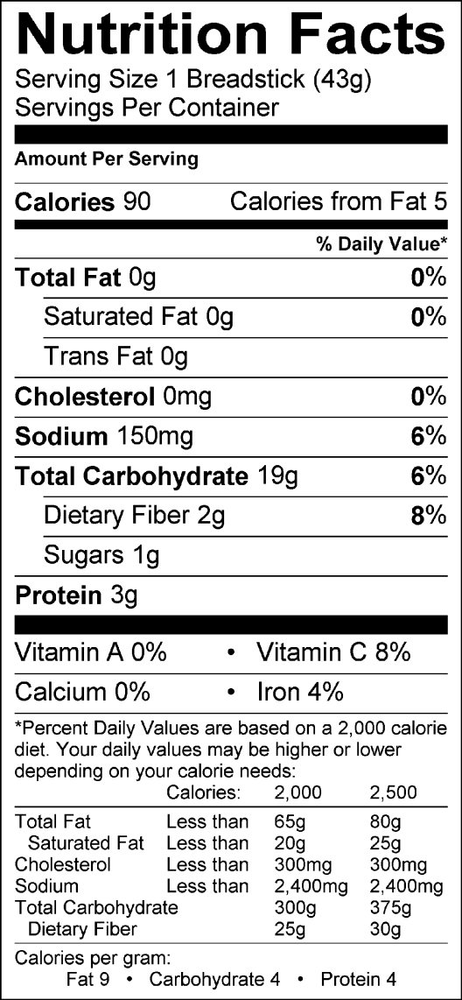 Nutrition Facts
Serving Size 1 Breadstick (43g)
Servings Per Container
Amount Per Serving
Calories 90 Calories from Fat 5
% Daily Value*
Total Fat 0g 0%
Saturated Fat 0g 0%
Trans Fat 0g
Cholesterol 0mg 0%
Sodium 150mg 6%
Total Carbohydrate 19g 6%
Dietary Fiber 2g 8%
Sugars 1g
Protein 3g
Vitamin A 0% • Vitamin C 8%
Calcium 0% • Iron 4%
*Percent Daily Values are based on a 2,000 calorie
diet. Your daily values may be higher or lower
depending on your calorie needs:
Calories: 2,000 2,500
Total Fat Less than 65g 80g
Saturated Fat Less than 20g 25g
Cholesterol Less than 300mg 300mg
Sodium Less than 2,400mg 2,400mg
Total Carbohydrate 300g 375g
Dietary Fiber 25g 30g
Calories per gram:
Fat 9 • Carbohydrate 4 • Protein 4